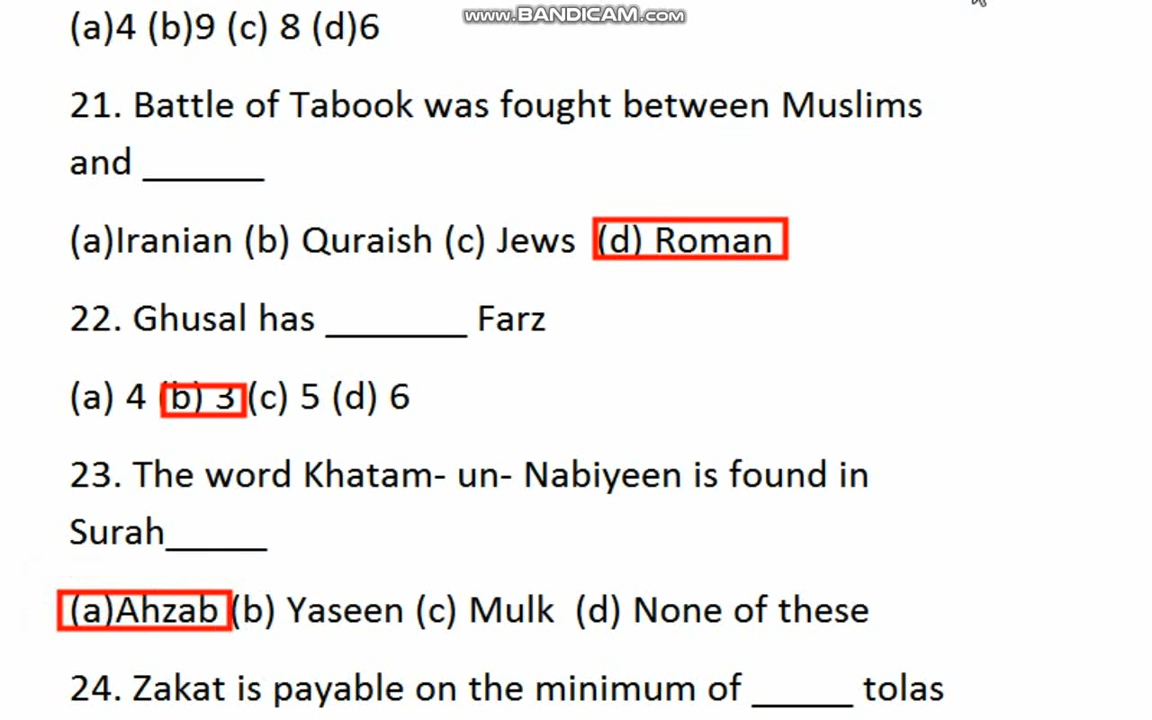 www.BANDICAM.com
(a)4 (b)9 (c) 8 (d)6
21. Battle of Tabook was fought between Muslims
and ______
(a)Iranian (b) Quraish (c) Jews (d) Roman
22. Ghusal has _______ Farz
(a) 4 (b) 3 (c) 5 (d) 6
23. The word Khatam- un- Nabiyeen is found in
Surah_____
(a)Ahzab (b) Yaseen (c) Mulk (d) None of these
24. Zakat is payable on the minimum of _____ tolas